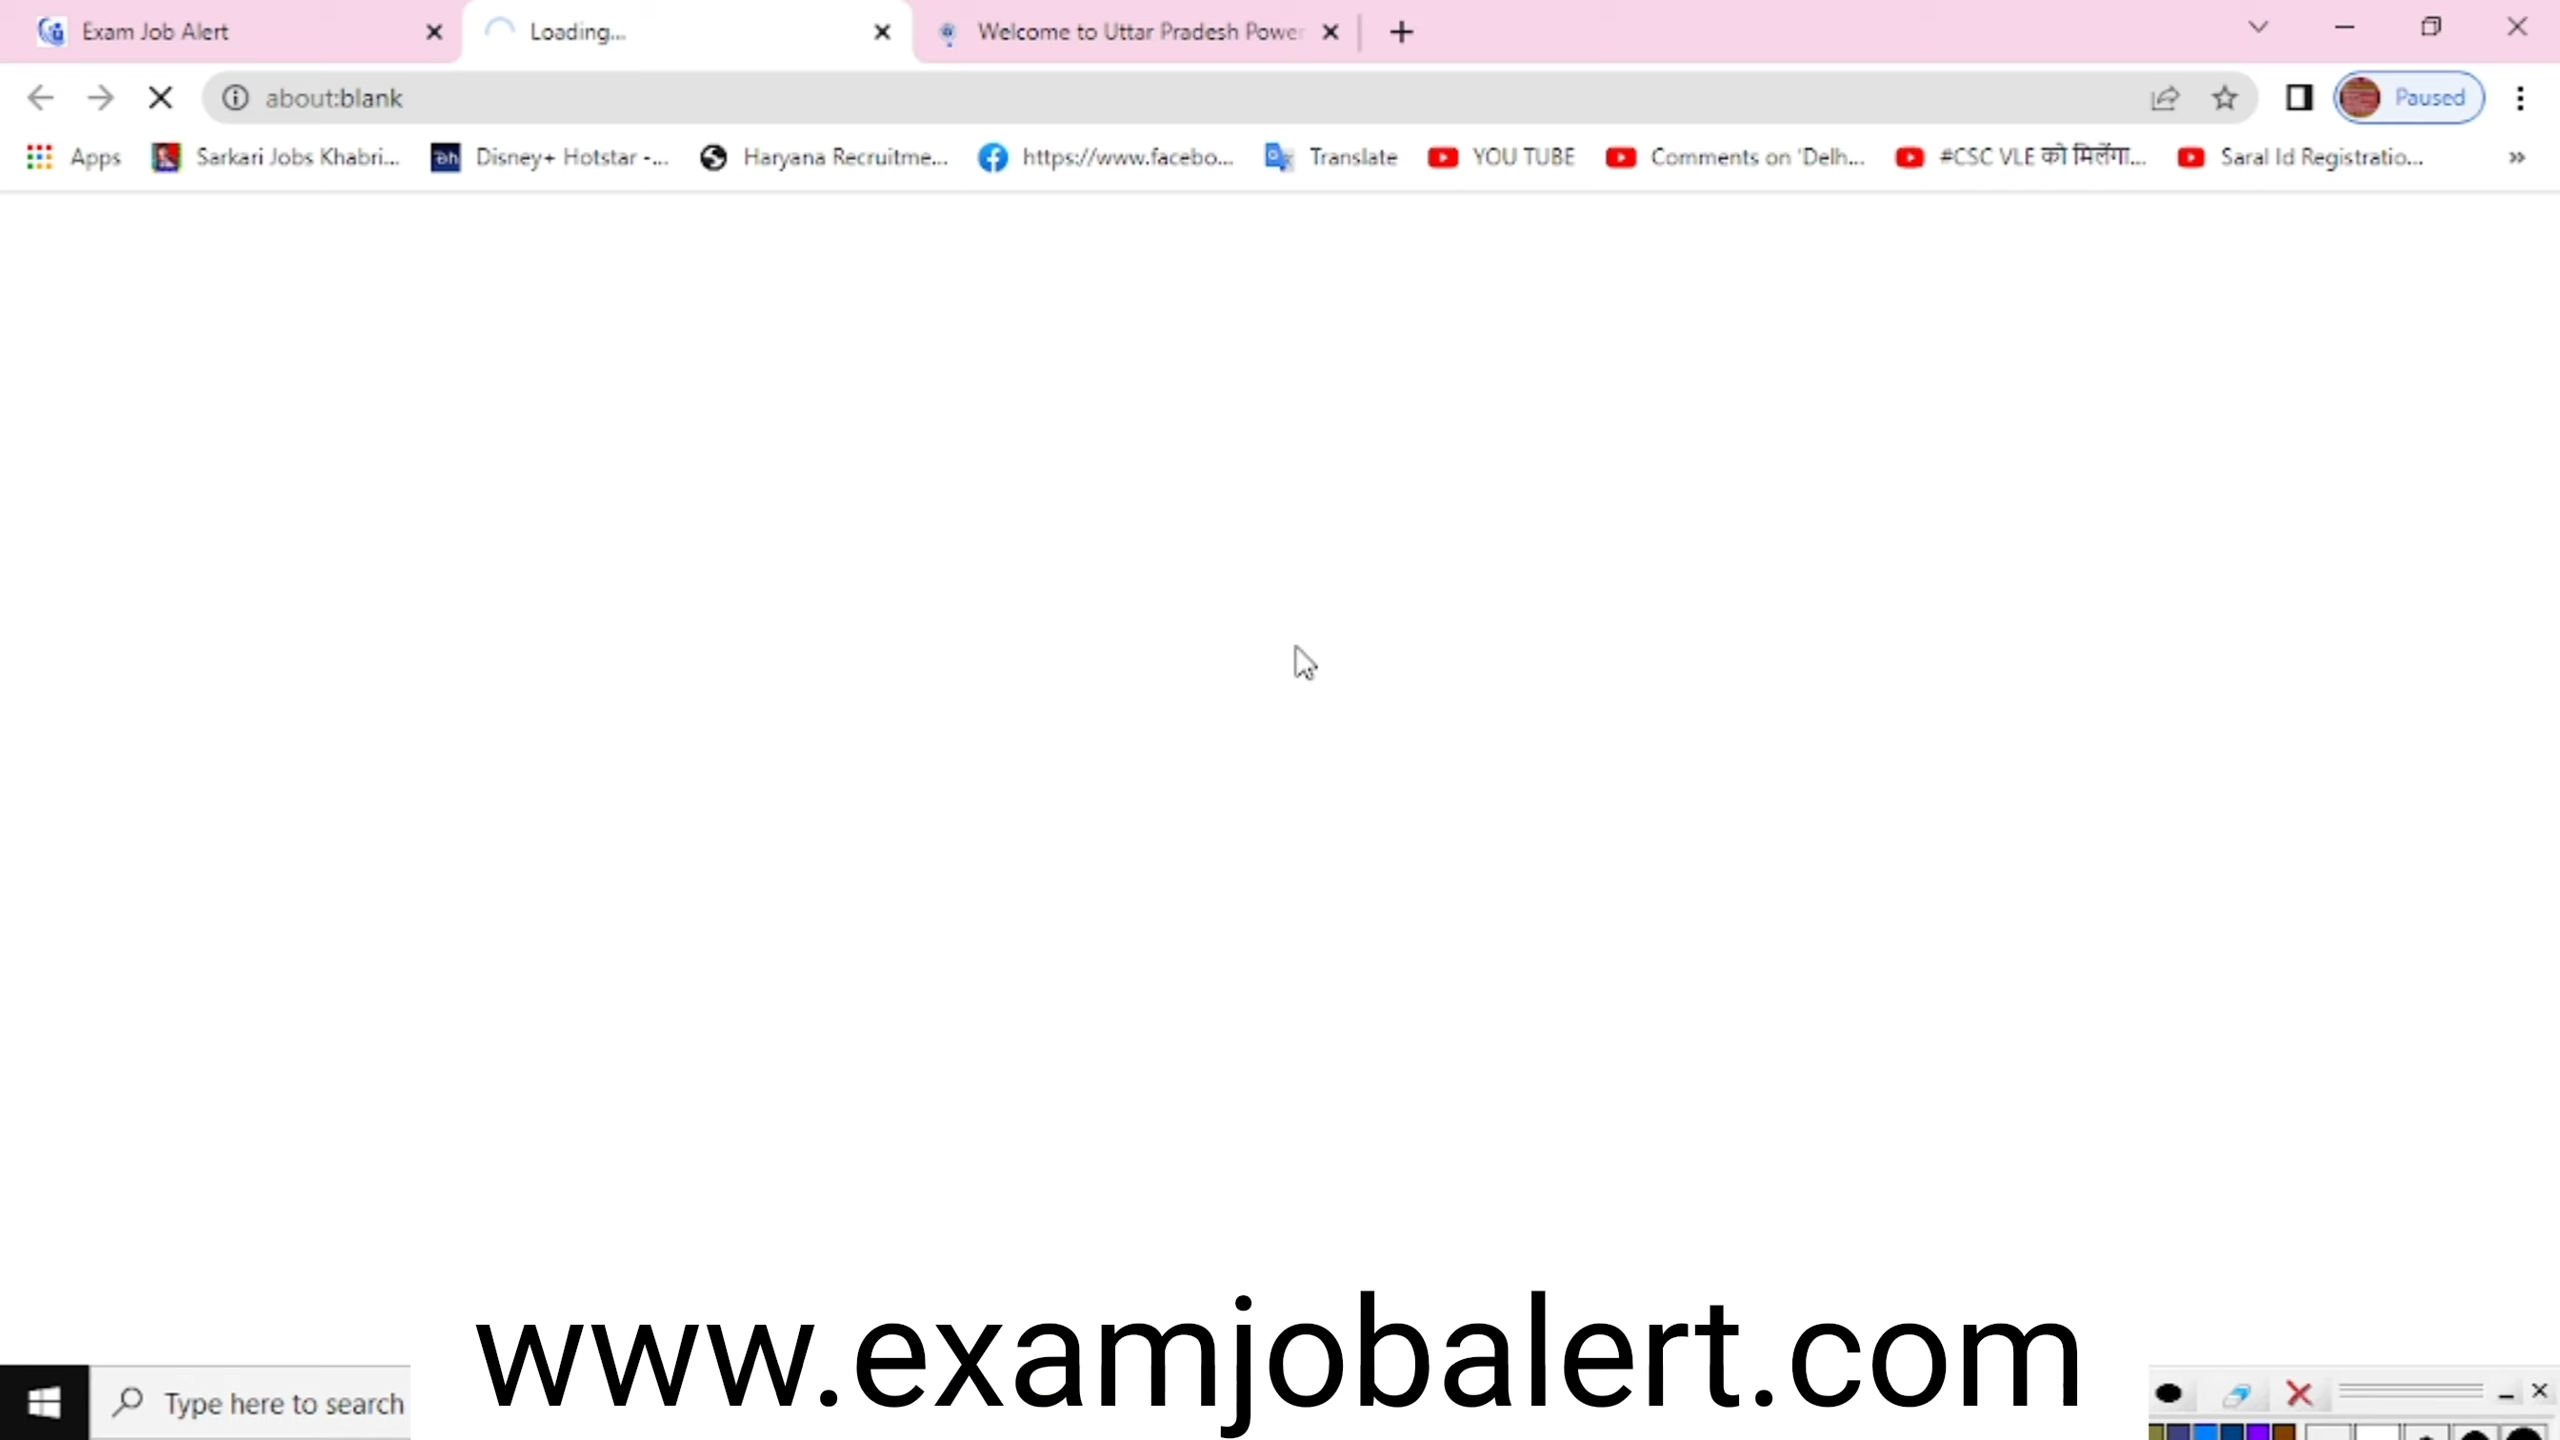 Exam Job Alert
Loading...
Welcome to Uttar Pradesh Power
about:blank
Paused
Apps
Sarkari Jobs Khabri...
Disney+ Hotstar -...
Haryana Recruitme...
https://www.facebo...
Translate
YOU TUBE
Comments on 'Delh...
#CSC VLE को मिलेंगा...
Saral Id Registratio...
www.examjobalert.com
Type here to search